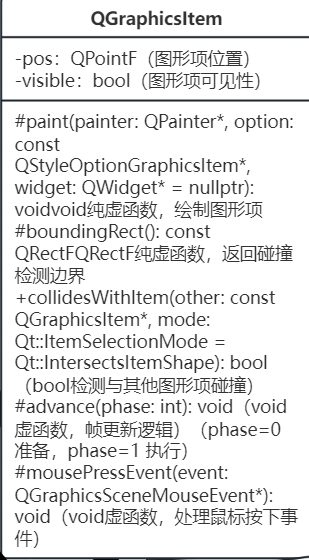 QGraphicsItem
-pos：QPointF（图形项位置）
-visible：bool（图形项可见性）
#paint(painter: QPainter*, option:
const
QStyleOptionGraphicsItem*,
widget: QWidget* = nullptr):
voidvoid纯虚函数，绘制图形项
#boundingRect(): const
QRectFQRectF纯虚函数，返回碰撞
检测边界
+collidesWithItem(other: const
QGraphicsItem*, mode:
Qt::ItemSelectionMode =
Qt::IntersectsItemShape): bool
（bool检测与其他图形项碰撞）
#advance(phase: int): void（void
虚函数，帧更新逻辑）（phase=0
准备，phase=1 执行）
#mousePressEvent(event:
QGraphicsSceneMouseEvent*):
void（void虚函数，处理鼠标按下事
件）